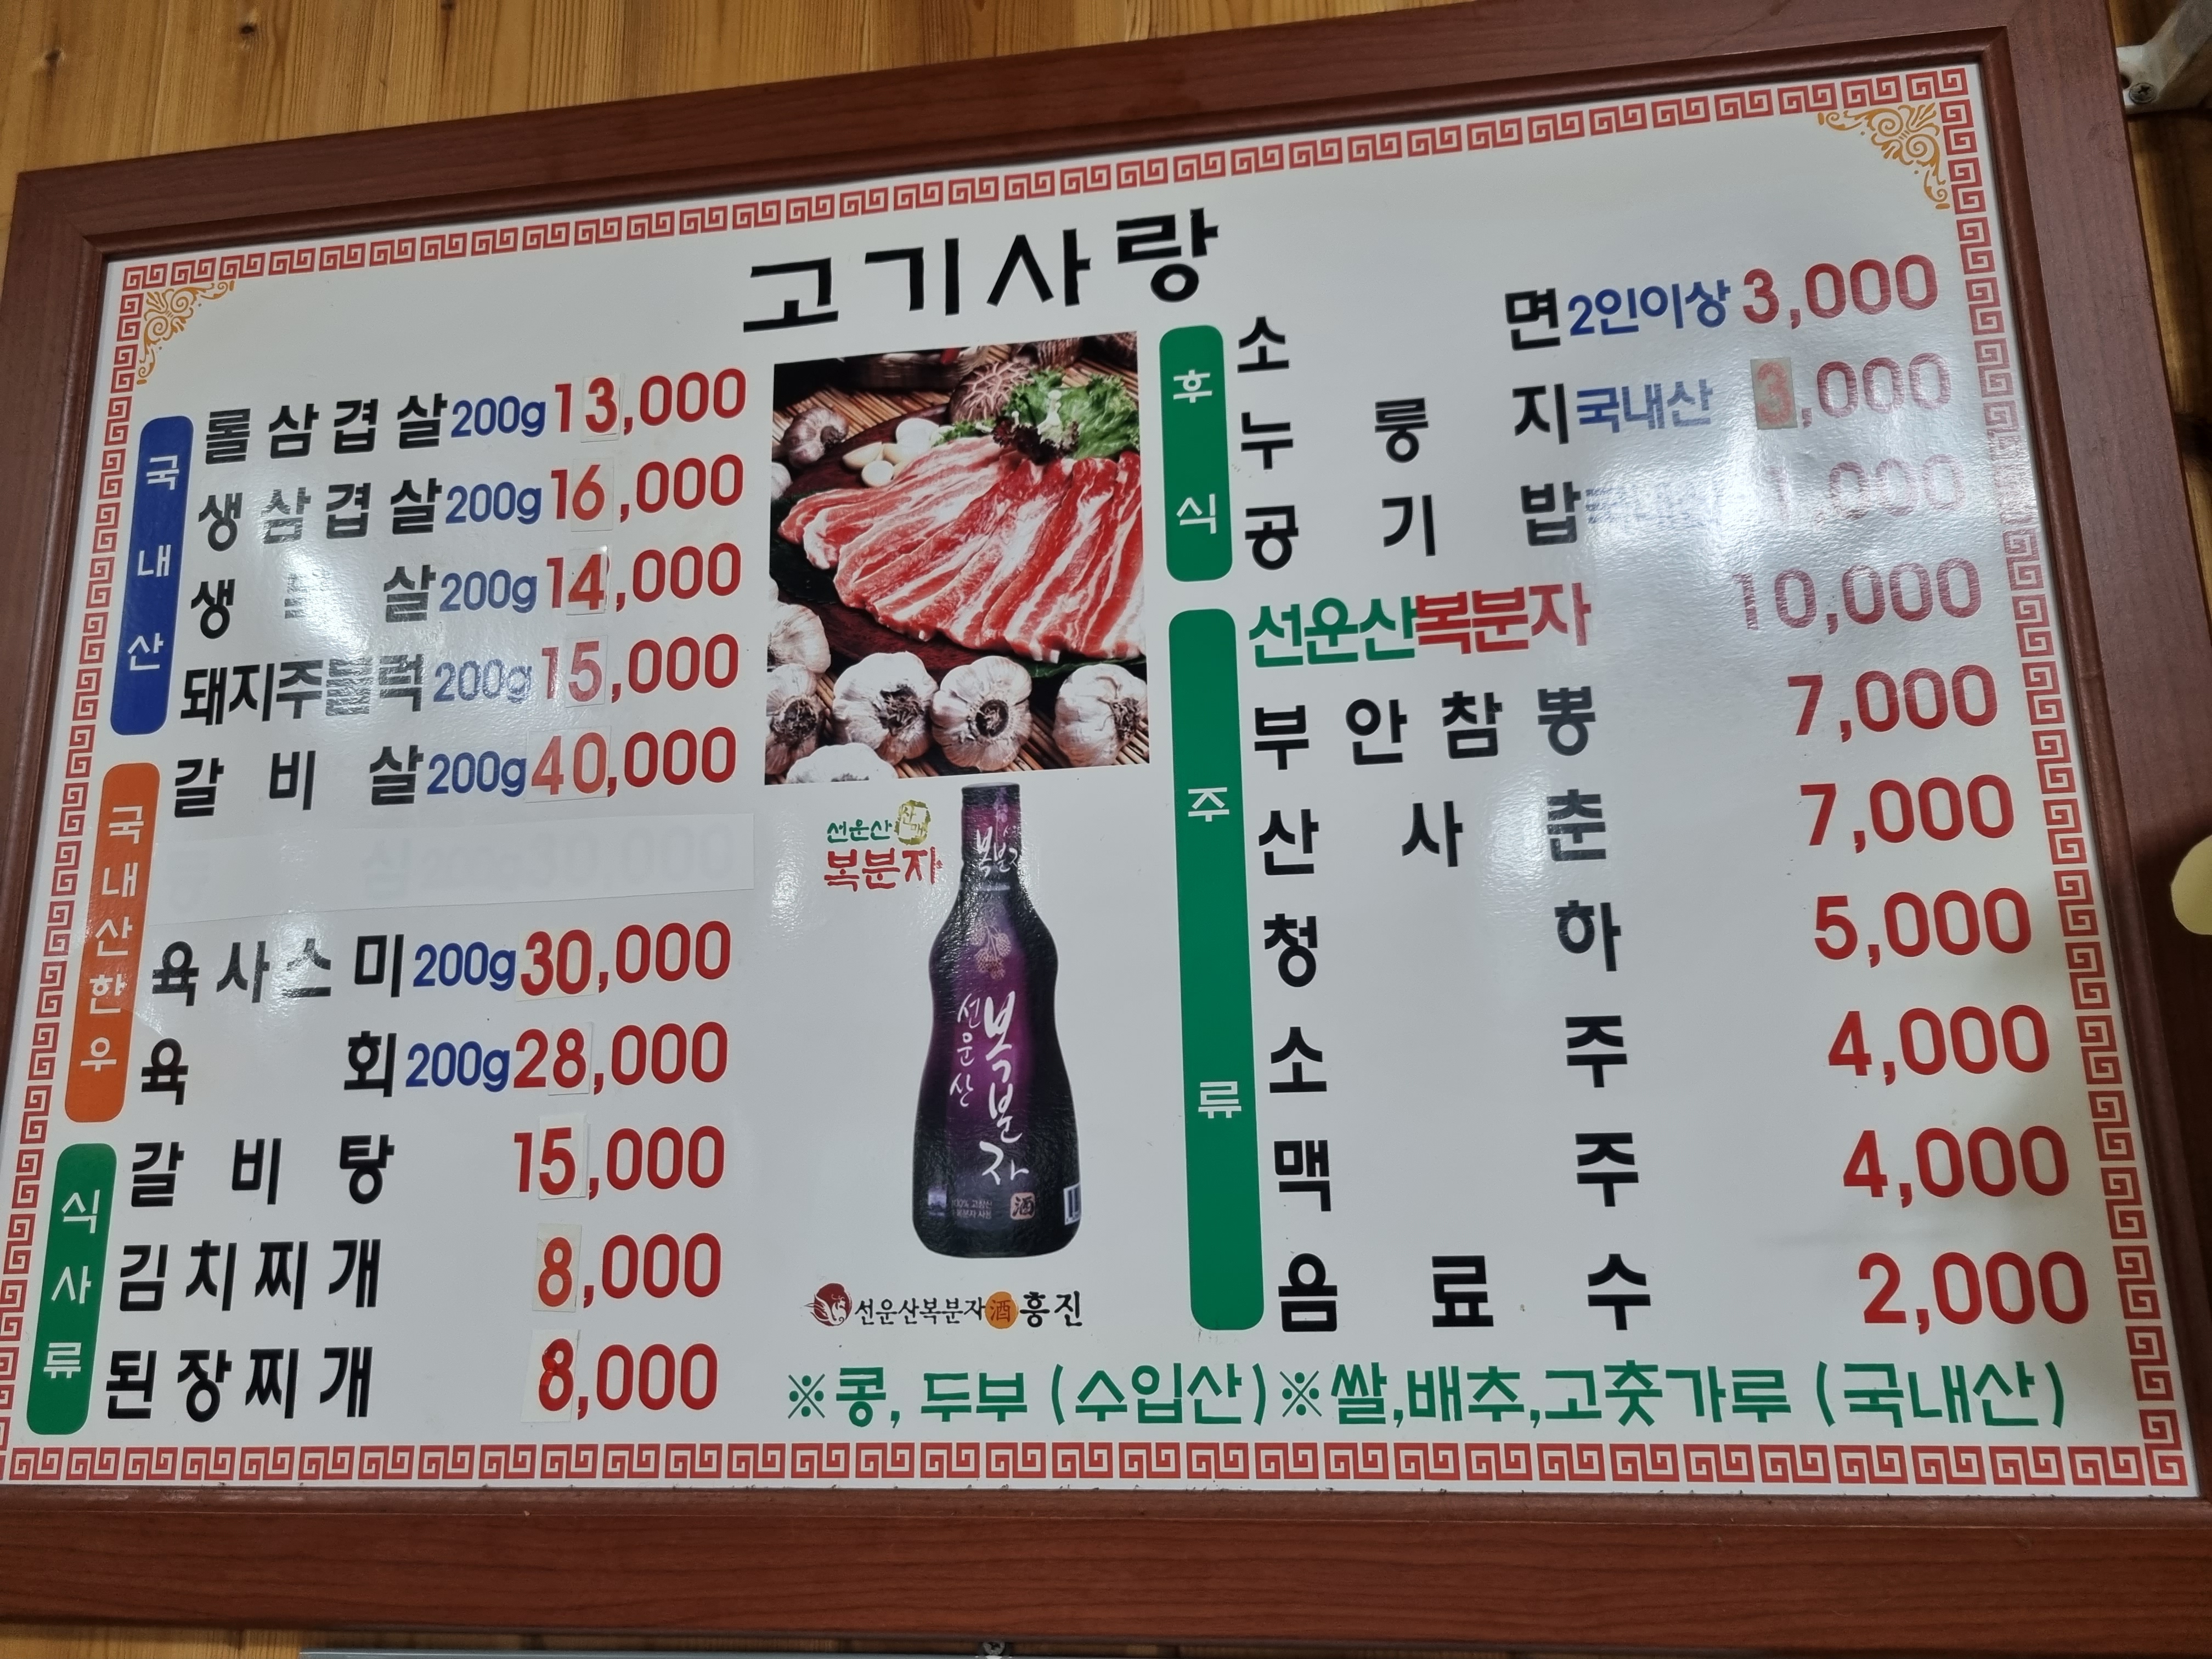 고기사랑
국내산
롤삼겹살 200g 13,000
생삼겹살 200g 16,000
생 살 200g 14,000
돼지주물럭 200g 15,000
국내산한우
갈비살 200g 40,000
육사스미 200g 30,000
육회 200g 28,000
식사류
갈비탕 15,000
김치찌개 8,000
된장찌개 8,000
선운산
복분자
복분자
선운산
복분자
酒
선운산복분자 酒 흥진
후식
소면 2인이상 3,000
누룽지 국내산 3,000
공기밥 1,000
주류
선운산복분자 10,000
부안참뽕 7,000
산사춘 7,000
청하 5,000
소주 4,000
맥주 4,000
음료수 2,000
※콩, 두부 (수입산) ※쌀,배추,고춧가루 (국내산)